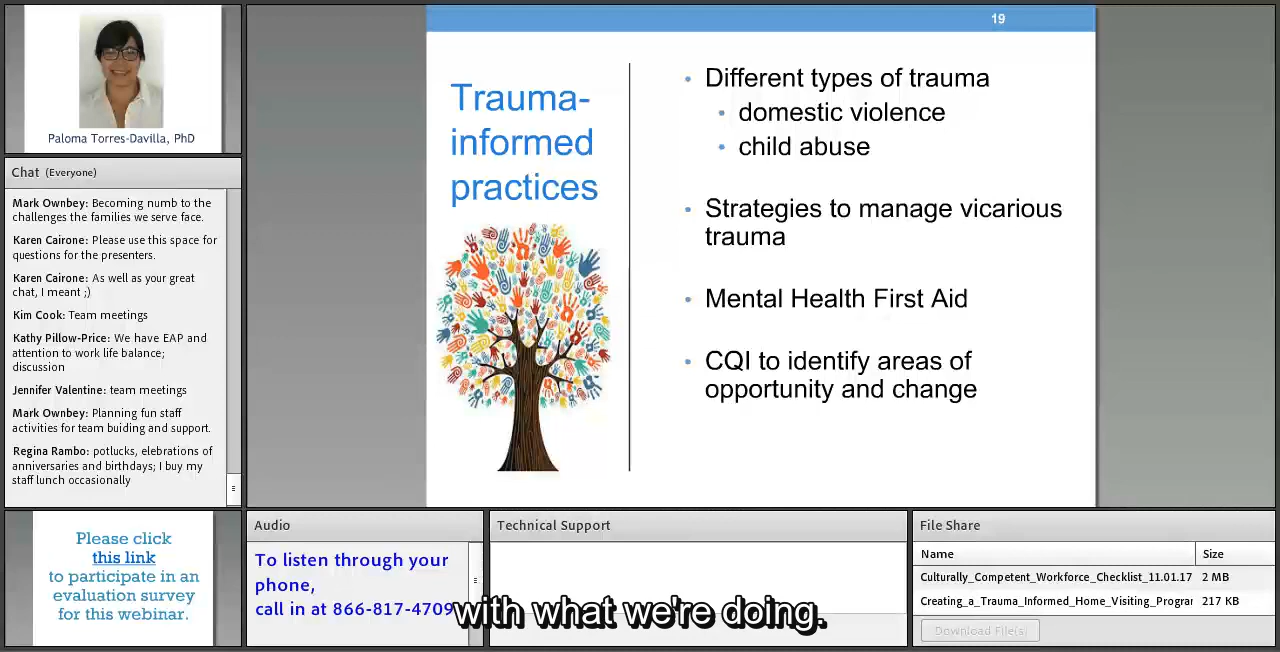 Paloma Torres-Davilla, PhD
Chat (Everyone)
Mark Ownbey: Becoming numb to the
challenges the families we serve face.
Karen Cairone: Please use this space for
questions for the presenters.
Karen Cairone: As well as your great
chat, I meant ;)
Kim Cook: Team meetings
Kathy Pillow-Price: We have EAP and
attention to work life balance;
discussion
Jennifer Valentine: team meetings
Mark Ownbey: Planning fun staff
activities for team buiding and support.
Regina Rambo: potlucks, elebrations of
anniversaries and birthdays; I buy my
staff lunch occasionally
19
Trauma-
informed
practices
• Different types of trauma
• domestic violence
• child abuse
• Strategies to manage vicarious
trauma
• Mental Health First Aid
• CQI to identify areas of
opportunity and change
Please click
this link
to participate in an
evaluation survey
for this webinar.
Audio
To listen through your
phone,
call in at 866-817-4709
Technical Support
File Share
Name Size
Culturally_Competent_Workforce_Checklist_11.01.17 2 MB
Creating_a_Trauma_Informed_Home_Visiting_Progran 217 KB
Download File(s)
with what we're doing.